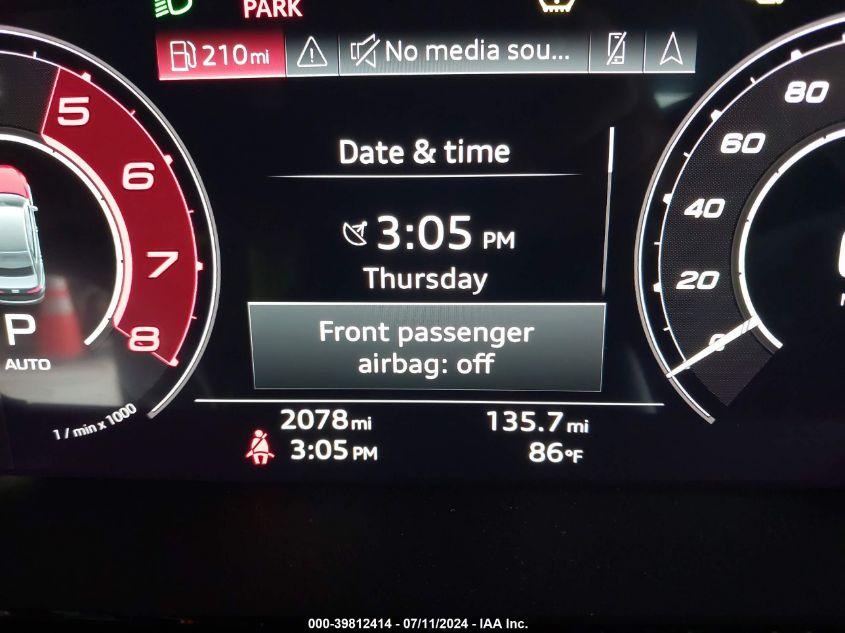 PARK
210mi
No media sou...
Date & time
3:05 PM
Thursday
Front passenger
airbag: off
5
6
7
8
1 / min x 1000
P
AUTO
80
60
40
20
0
2078mi
135.7mi
3:05 PM
86°F
000-39812414 - 07/11/2024 - IAA Inc.